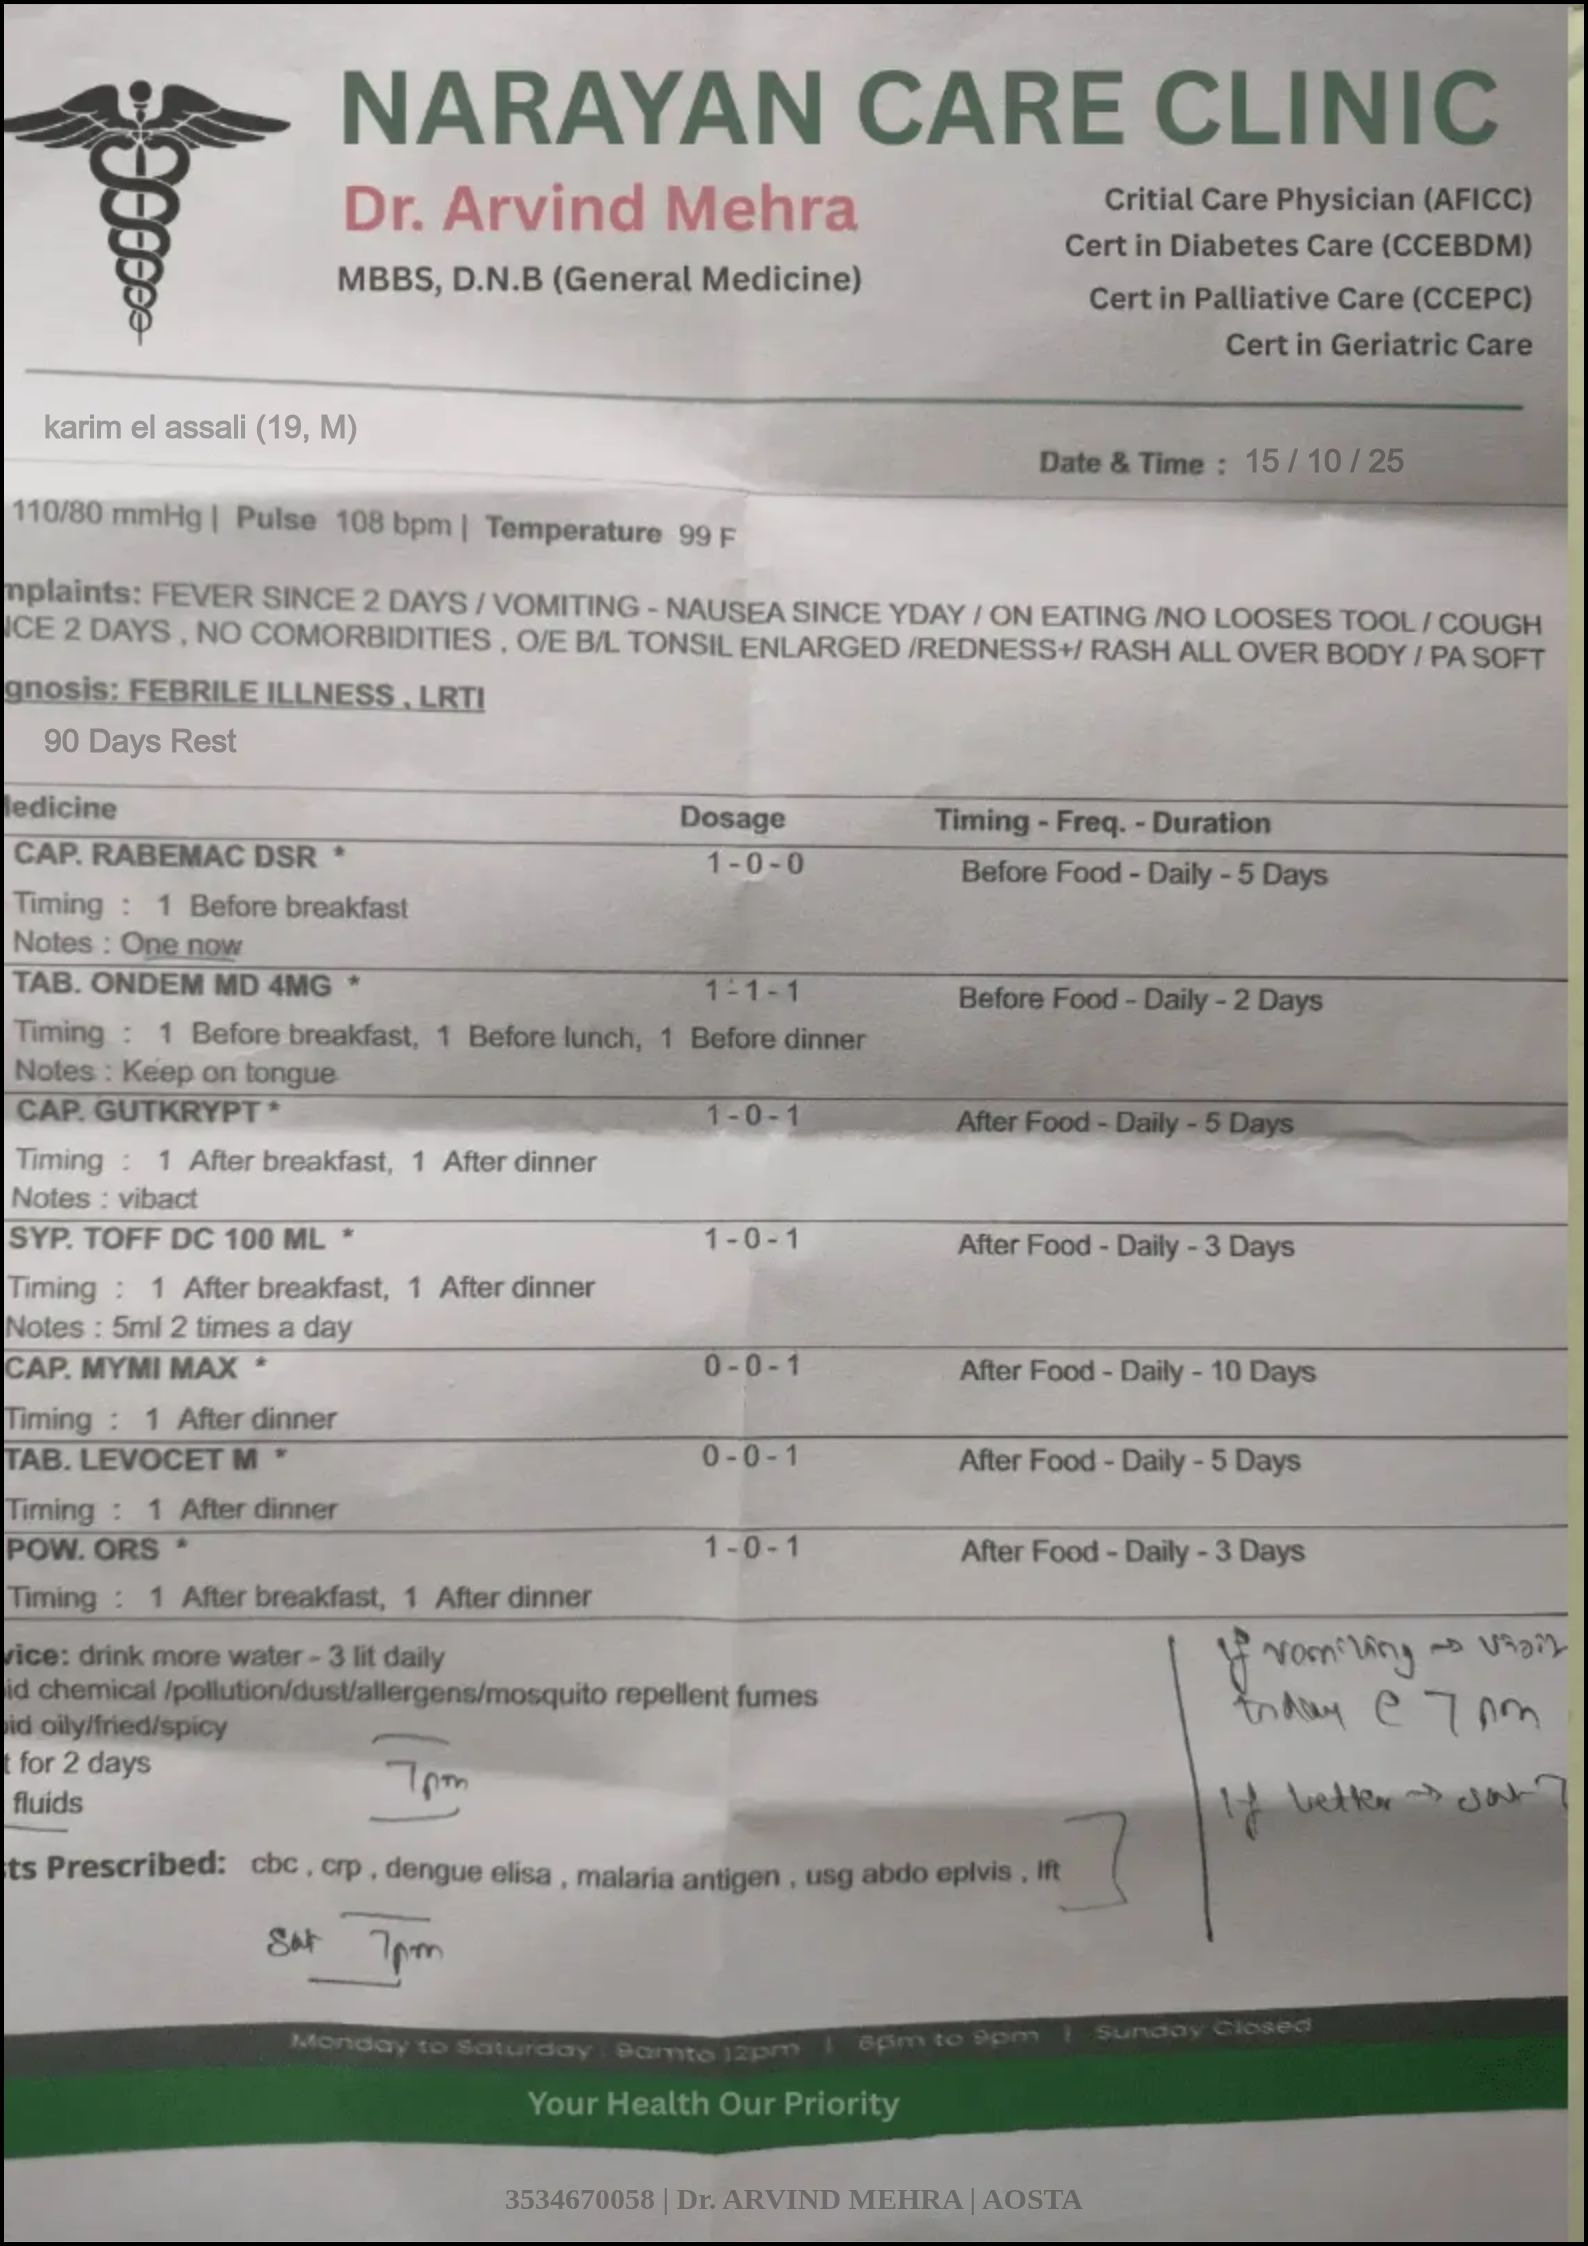 NARAYAN CARE CLINIC
Dr. Arvind Mehra
MBBS, D.N.B (General Medicine)
Critial Care Physician (AFICC)
Cert in Diabetes Care (CCEBDM)
Cert in Palliative Care (CCEPC)
Cert in Geriatric Care
karim el assali (19, M)
Date & Time : 15 / 10 / 25
110/80 mmHg | Pulse 108 bpm | Temperature 99 F
mplaints: FEVER SINCE 2 DAYS / VOMITING - NAUSEA SINCE YDAY / ON EATING /NO LOOSES TOOL / COUGH
ICE 2 DAYS , NO COMORBIDITIES , O/E B/L TONSIL ENLARGED /REDNESS+/ RASH ALL OVER BODY / PA SOFT
gnosis: FEBRILE ILLNESS , LRTI
90 Days Rest
edicine Dosage Timing - Freq. - Duration
CAP. RABEMAC DSR * 1 - 0 - 0 Before Food - Daily - 5 Days
Timing : 1 Before breakfast
Notes : One now
TAB. ONDEM MD 4MG * 1 - 1 - 1 Before Food - Daily - 2 Days
Timing : 1 Before breakfast, 1 Before lunch, 1 Before dinner
Notes : Keep on tongue
CAP. GUTKRYPT * 1 - 0 - 1 After Food - Daily - 5 Days
Timing : 1 After breakfast, 1 After dinner
Notes : vibact
SYP. TOFF DC 100 ML * 1 - 0 - 1 After Food - Daily - 3 Days
Timing : 1 After breakfast, 1 After dinner
Notes : 5ml 2 times a day
CAP. MYMI MAX * 0 - 0 - 1 After Food - Daily - 10 Days
Timing : 1 After dinner
TAB. LEVOCET M * 0 - 0 - 1 After Food - Daily - 5 Days
Timing : 1 After dinner
POW. ORS * 1 - 0 - 1 After Food - Daily - 3 Days
Timing : 1 After breakfast, 1 After dinner
vice: drink more water - 3 lit daily
id chemical /pollution/dust/allergens/mosquito repellent fumes
oid oily/fried/spicy
t for 2 days
fluids
7pm
If vomiting → visit
today @ 7 pm
If better → sat 7
ts Prescribed: cbc , crp , dengue elisa , malaria antigen , usg abdo eplvis , lft
Sat 7pm
Monday to Saturday : 9amto 12pm | 6pm to 9pm | Sunday Closed
Your Health Our Priority
3534670058 | Dr. ARVIND MEHRA | AOSTA